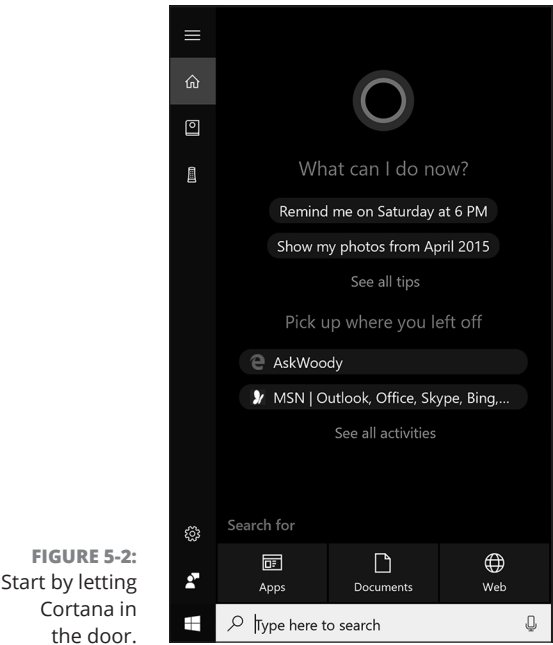 What can I do now?
Remind me on Saturday at 6 PM
Show my photos from April 2015
See all tips
Pick up where you left off
AskWoody
MSN | Outlook, Office, Skype, Bing,...
See all activities
Search for
Apps Documents Web
Type here to search
FIGURE 5-2:
Start by letting
Cortana in
the door.